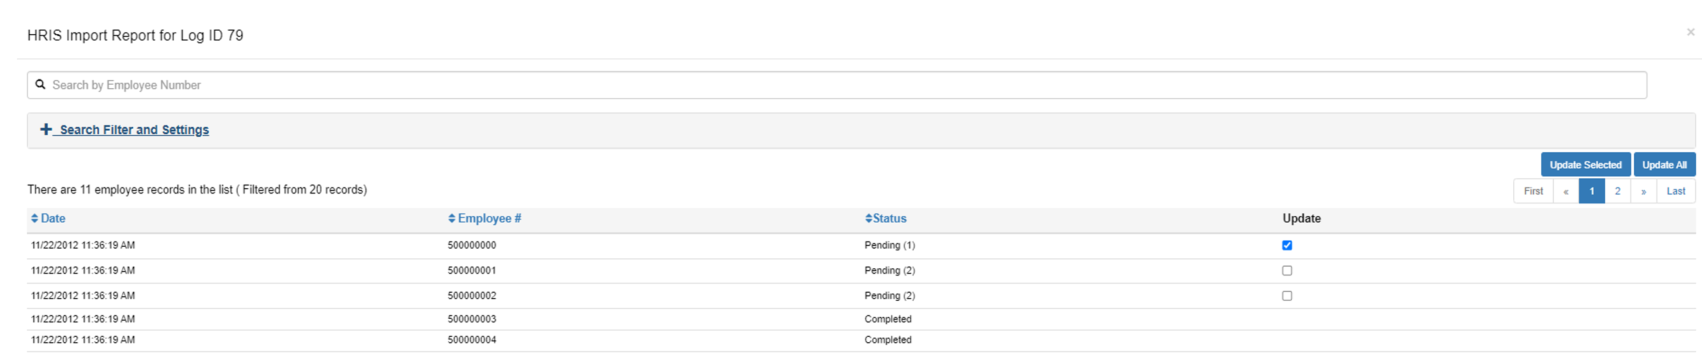 HRIS Import Report for Log ID 79 ×
Search by Employee Number
+ Search Filter and Settings
Update Selected Update All
There are 11 employee records in the list ( Filtered from 20 records) First « 1 2 » Last
Date Employee # Status Update
11/22/2012 11:36:19 AM 500000000 Pending (1)
11/22/2012 11:36:19 AM 500000001 Pending (2)
11/22/2012 11:36:19 AM 500000002 Pending (2)
11/22/2012 11:36:19 AM 500000003 Completed
11/22/2012 11:36:19 AM 500000004 Completed